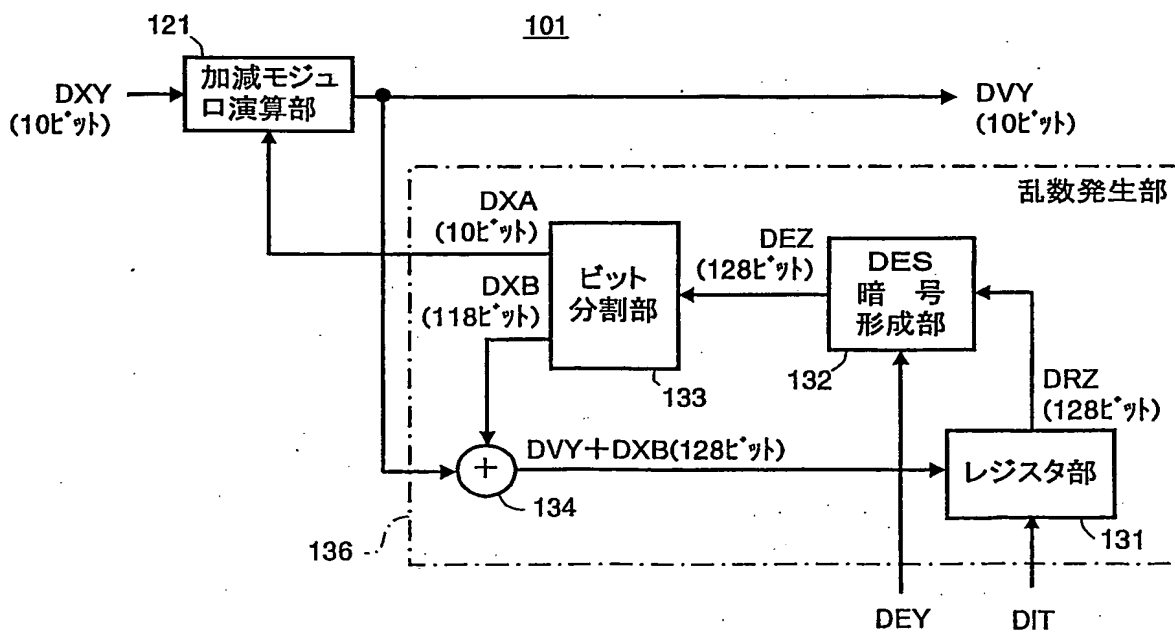 101
121
加減モジュ
ロ演算部
DXY
(10ﾋﾞｯﾄ)
DVY
(10ﾋﾞｯﾄ)
乱数発生部
DXA
(10ﾋﾞｯﾄ)
DXB
(118ﾋﾞｯﾄ)
ビット
分割部
133
DEZ
(128ﾋﾞｯﾄ)
DES
暗 号
形成部
132
DRZ
(128ﾋﾞｯﾄ)
+
134
DVY+DXB(128ﾋﾞｯﾄ)
レジスタ部
131
136
DEY
DIT